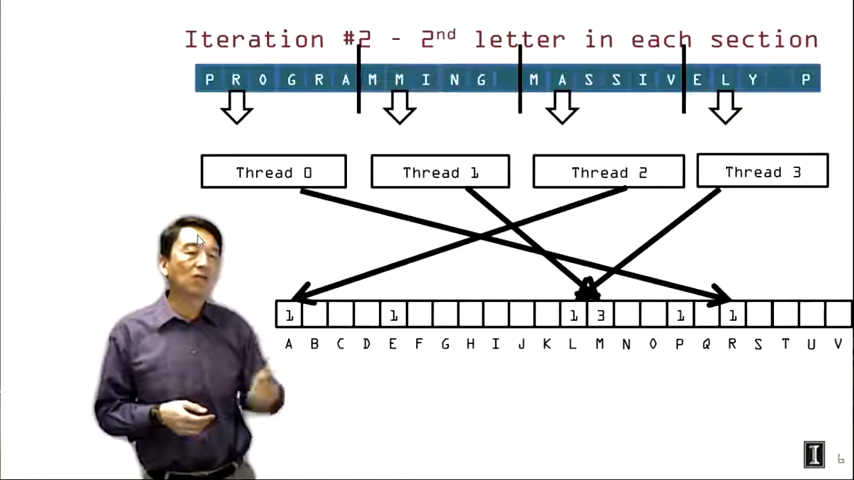 Iteration #2 - 2nd letter in each section
P R O G R A M M I N G M A S S I V E L Y P
Thread 0 Thread 1 Thread 2 Thread 3
1 1 1 3 1 1
A B C D E F G H I J K L M N O P Q R S T U V
I 6